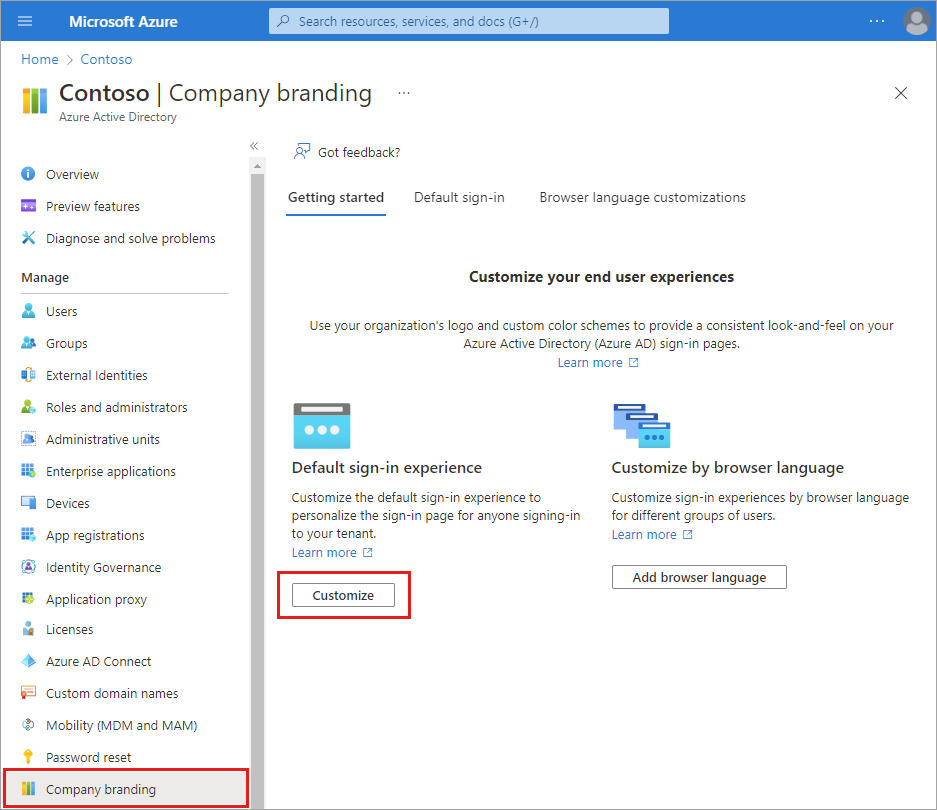 Microsoft Azure
Search resources, services, and docs (G+/)
...
Home > Contoso
Contoso | Company branding ...
Azure Active Directory
«
Got feedback?
Overview
Preview features
Diagnose and solve problems
Manage
Users
Groups
External Identities
Roles and administrators
Administrative units
Enterprise applications
Devices
App registrations
Identity Governance
Application proxy
Licenses
Azure AD Connect
Custom domain names
Mobility (MDM and MAM)
Password reset
Company branding
Getting started
Default sign-in
Browser language customizations
Customize your end user experiences
Use your organization's logo and custom color schemes to provide a consistent look-and-feel on your
Azure Active Directory (Azure AD) sign-in pages.
Learn more
Default sign-in experience
Customize the default sign-in experience to
personalize the sign-in page for anyone signing-in
to your tenant.
Learn more
Customize
Customize by browser language
Customize sign-in experiences by browser language
for different groups of users.
Learn more
Add browser language